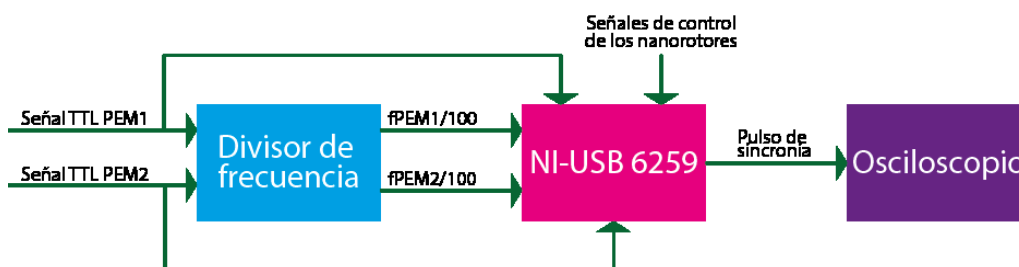 Señales de control
de los nanorotores
Señal TTL PEM1
fPEM1/100
Divisor de
frecuencia
NI-USB 6259
Pulso de
sincronía
Osciloscopio
Señal TTL PEM2
fPEM2/100